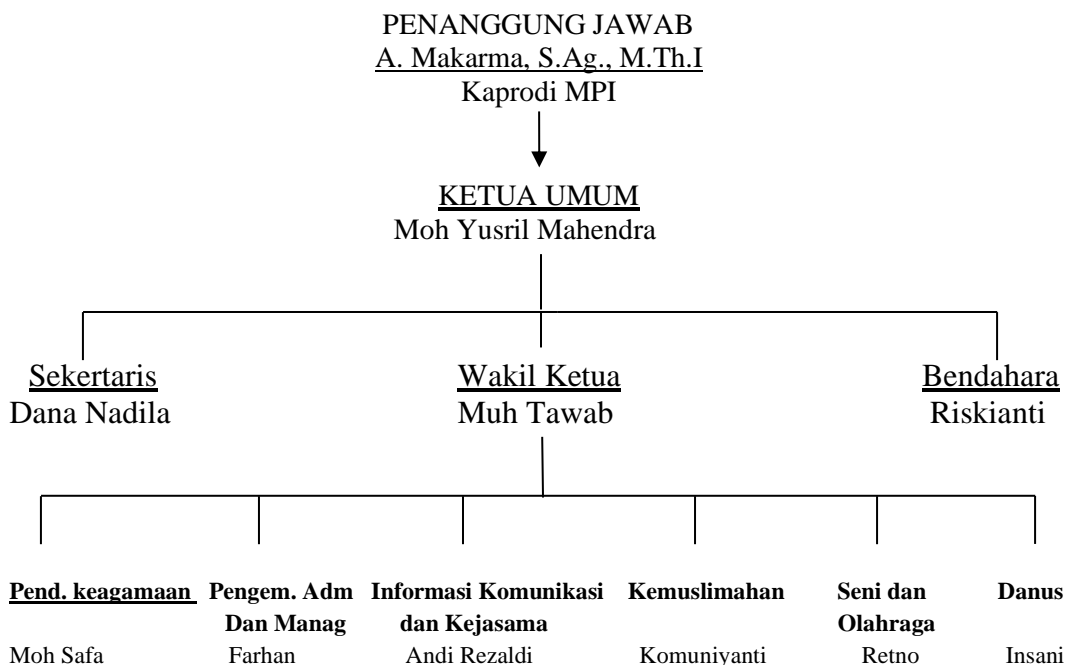 PENANGGUNG JAWAB
A. Makarma, S.Ag., M.Th.I
Kaprodi MPI
KETUA UMUM
Moh Yusril Mahendra
Sekertaris Wakil Ketua Bendahara
Dana Nadila Muh Tawab Riskianti
Pend. keagamaan Pengem. Adm Informasi Komunikasi Kemuslimahan Seni dan Danus
Dan Manag dan Kejasama Olahraga
Moh Safa Farhan Andi Rezaldi Komuniyanti Retno Insani